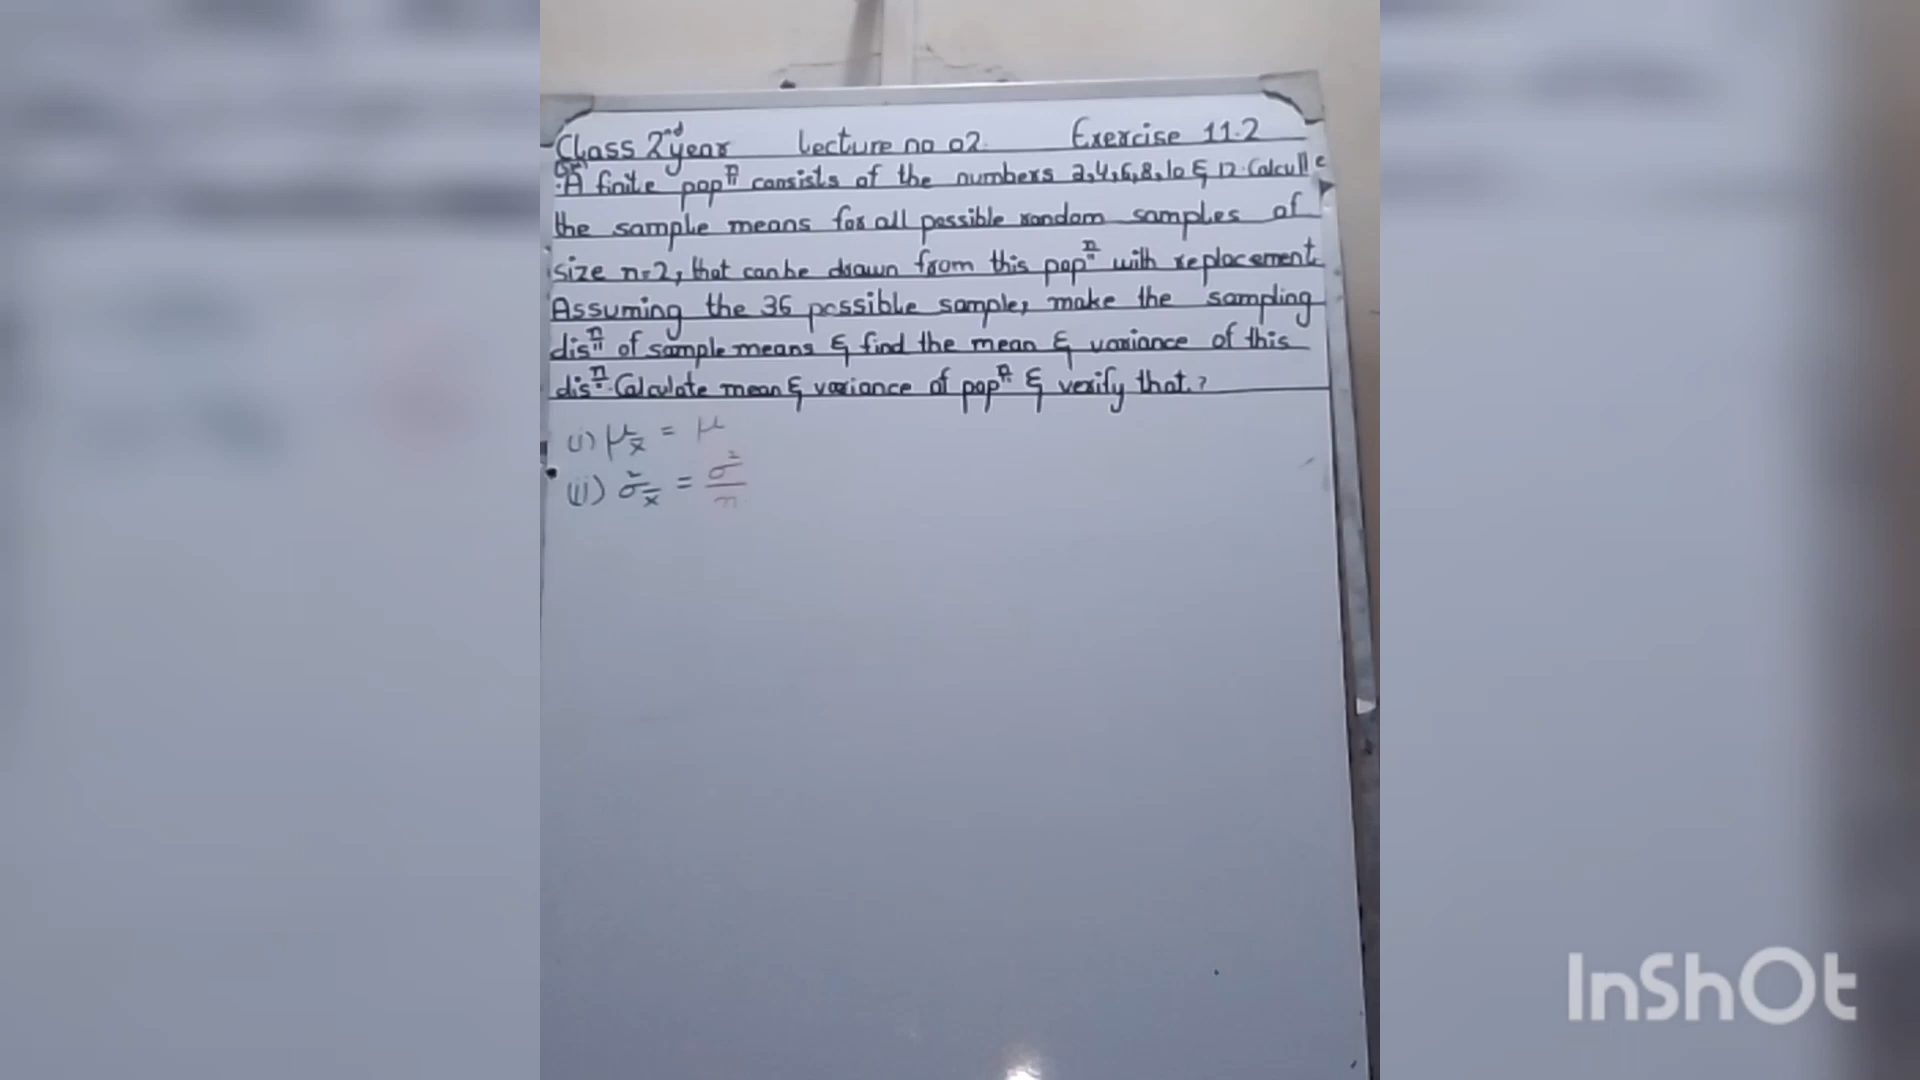 Class 2nd year Lecture no 02. Exercise 11.2
A finite popⁿ consists of the numbers 2,4,6,8,10 & 12. Calcul e
the sample means for all possible random samples of
size n=2, that can be drawn from this popⁿ with replacement
Assuming the 36 possible samples, make the sampling
disⁿ of sample means & find the mean & variance of this
disⁿ. Calculate mean & variance of popⁿ & verify that.?
(i) μx̄ = μ
(ii) σ²x̄ = σ²/n
InShOt